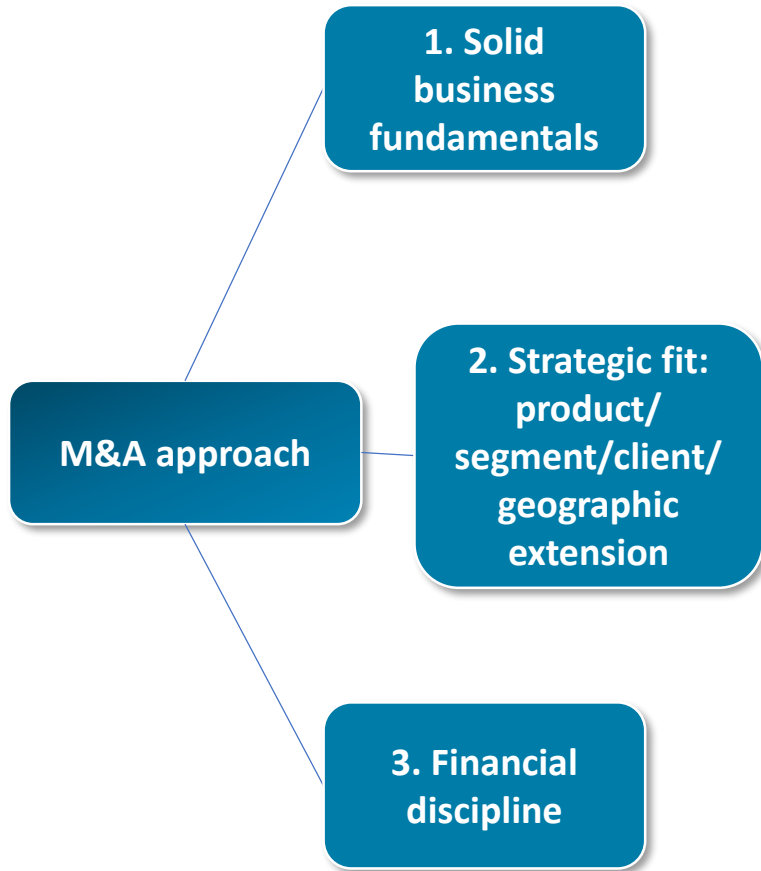 1. Solid
business
fundamentals
2. Strategic fit:
product/
segment/client/
geographic
extension
M&A approach
3. Financial
discipline